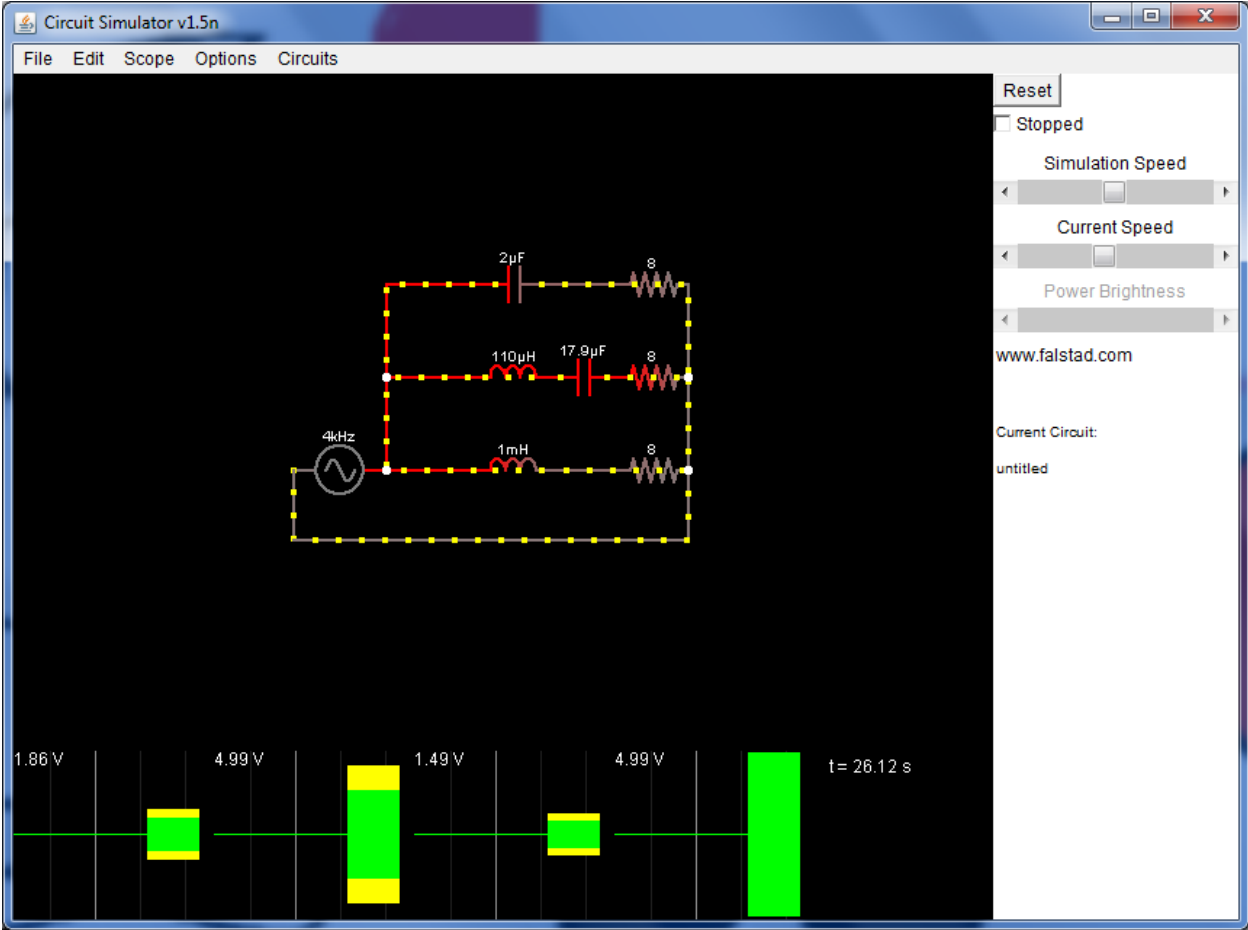 Circuit Simulator v1.5n
File Edit Scope Options Circuits
Reset
Stopped
Simulation Speed
Current Speed
Power Brightness
www.falstad.com
Current Circuit:
untitled
2µF
8
110µH
17.9µF
8
4kHz
1mH
8
1.86 V
4.99 V
1.49 V
4.99 V
t = 26.12 s